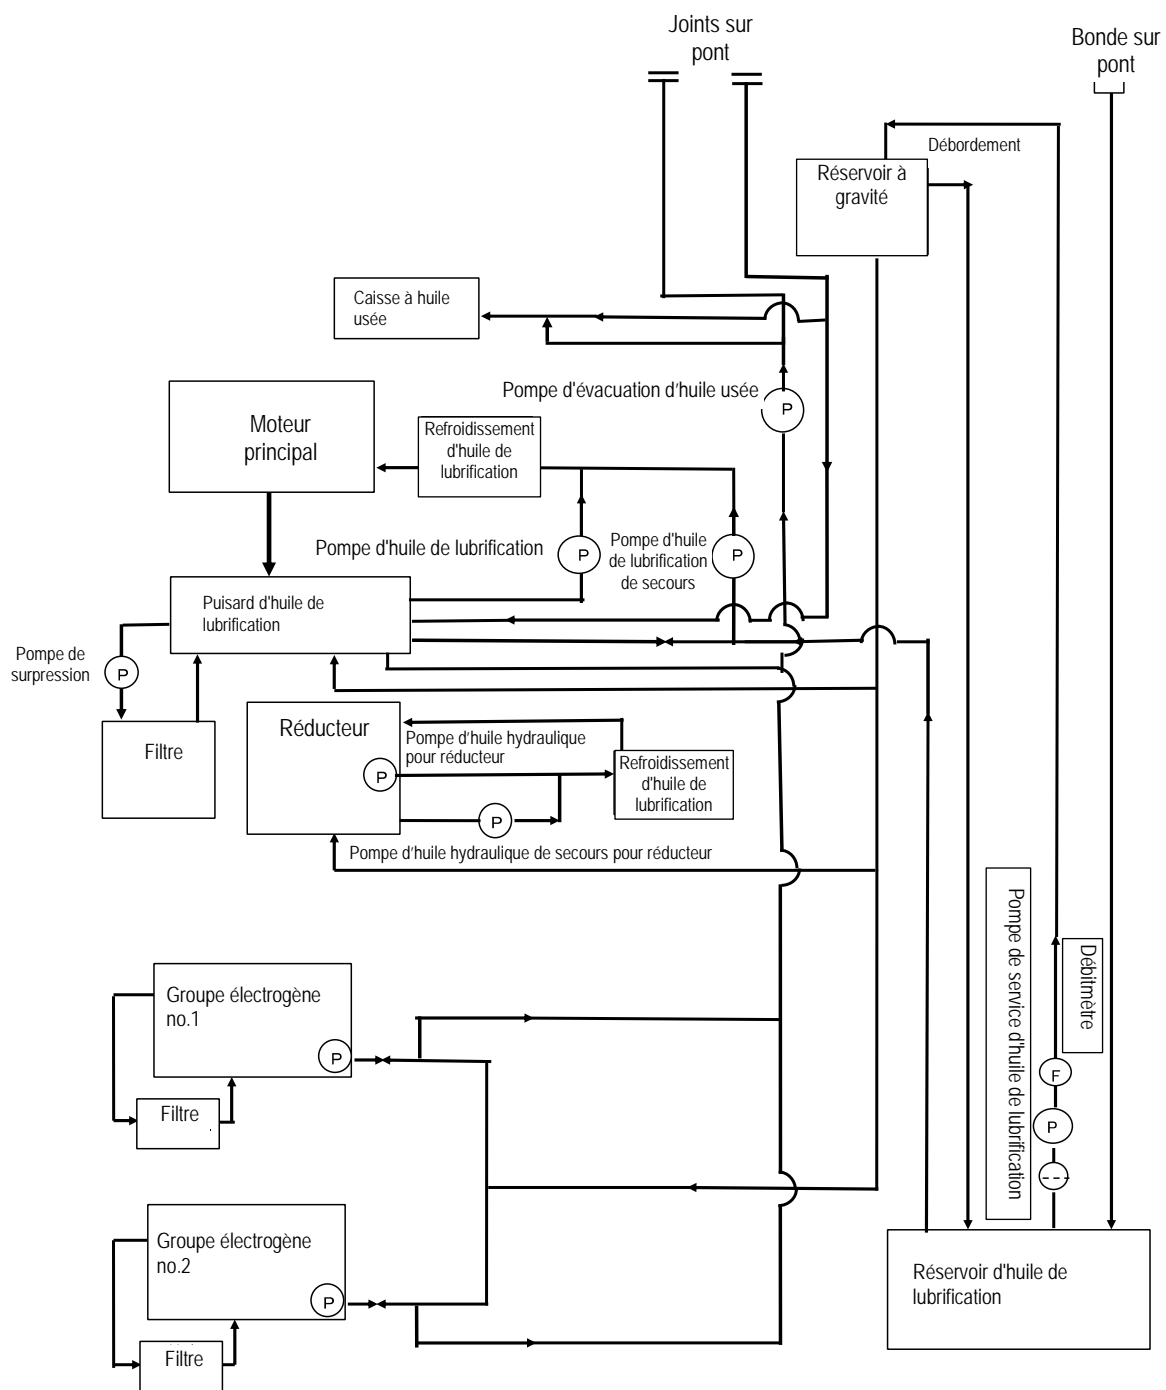 Joints sur
pont
Bonde sur
pont
Débordement
Réservoir à
gravité
Caisse à huile
usée
Pompe d'évacuation d'huile usée
P
Moteur
principal
Refroidissement
d'huile de
lubrification
Pompe d'huile de lubrification
P
Pompe d'huile
de lubrification
de secours
P
Puisard d'huile de
lubrification
Pompe de
surpression
P
Filtre
Réducteur
Pompe d'huile hydraulique
pour réducteur
P
Refroidissement
d'huile de
lubrification
P
Pompe d'huile hydraulique de secours pour réducteur
Pompe de service d'huile de lubrification
Débitmètre
F
P
Groupe électrogène
no.1
P
Filtre
Groupe électrogène
no.2
P
Filtre
Réservoir d'huile de
lubrification